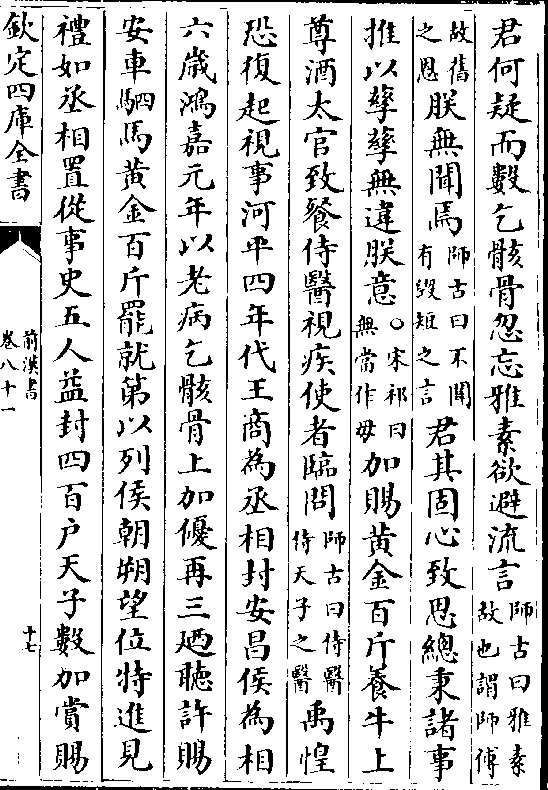 君何疑而數乞骸骨忽忘雅素欲避流言師古曰雅素故也謂師傅
故舊之恩朕無聞焉師古曰不聞有毁短之言君其固心致思總秉諸事
推以孳孳無違朕意○宋祁曰無當作毋加賜黄金百斤養牛上
尊酒太官致餐侍醫視疾使者臨問師古曰侍醫侍天子之醫禹惶
恐復起視事河平四年代王商為丞相封安昌侯為相
六歲鴻嘉元年以老病乞骸骨上加優再三廼聽許賜
安車駟馬黄金百斤罷就第以列侯朝朔望位特進見
禮如丞相置從事史五人益封四百户天子數加賞賜
欽定四庫全書
前漢書
卷八十一
十七